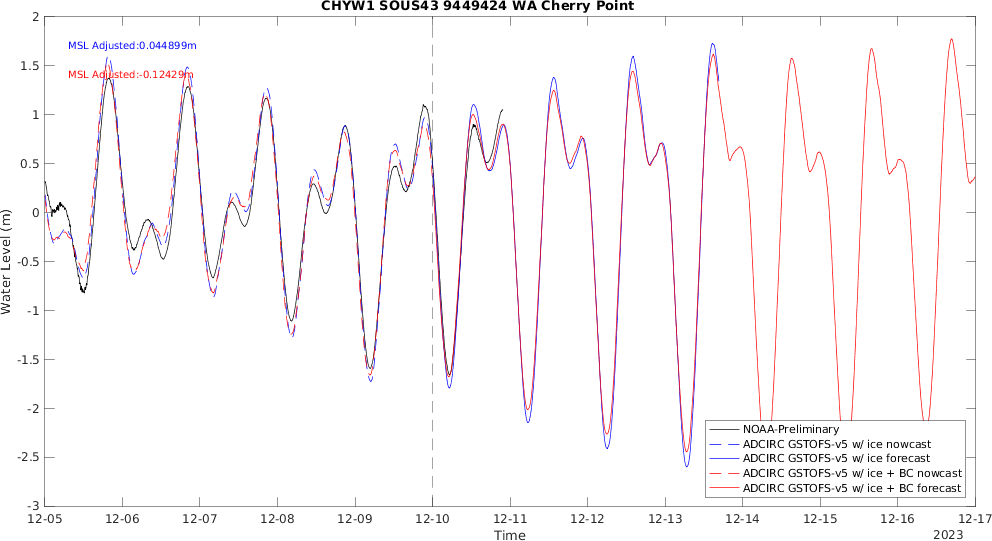 CHYW1 SOUS43 9449424 WA Cherry Point
MSL Adjusted:0.044899m
MSL Adjusted:-0.12429m
Water Level (m)
2
1.5
1
0.5
0
-0.5
-1
-1.5
-2
-2.5
-3
NOAA-Preliminary
ADCIRC GSTOFS-v5 w/ ice nowcast
ADCIRC GSTOFS-v5 w/ ice forecast
ADCIRC GSTOFS-v5 w/ ice + BC nowcast
ADCIRC GSTOFS-v5 w/ ice + BC forecast
12-05 12-06 12-07 12-08 12-09 12-10 12-11 12-12 12-13 12-14 12-15 12-16 12-17
Time
2023